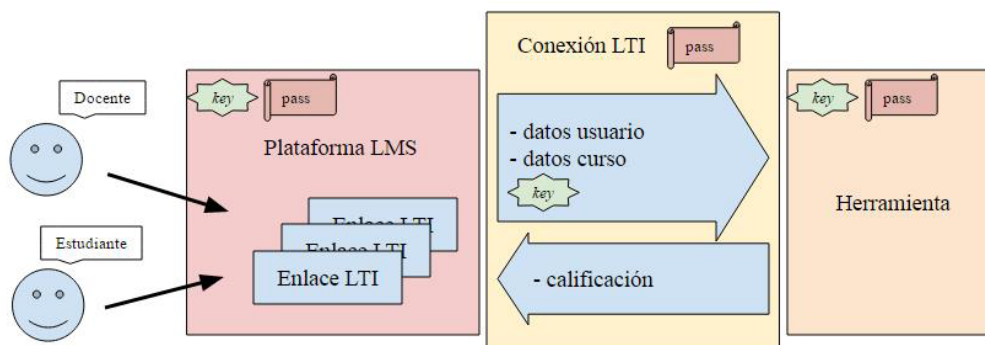 Conexión LTI
pass
Docente
key
pass
key
pass
Plataforma LMS
- datos usuario
- datos curso
key
Herramienta
Estudiante
Enlace LTI
Enlace LTI
Enlace LTI
- calificación